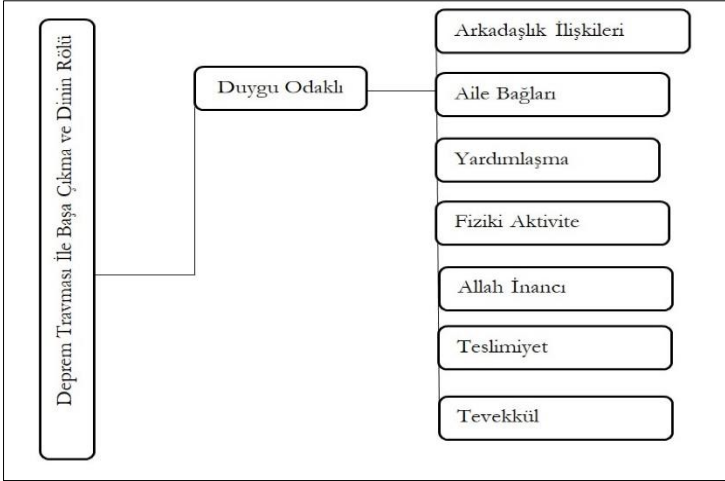 Deprem Travması İle Başa Çıkma ve Dinin Rölü
Duygu Odaklı
Arkadaşlık İlişkileri
Aile Bağları
Yardımlaşma
Fiziki Aktivite
Allah İnancı
Teslimiyet
Tevekkül